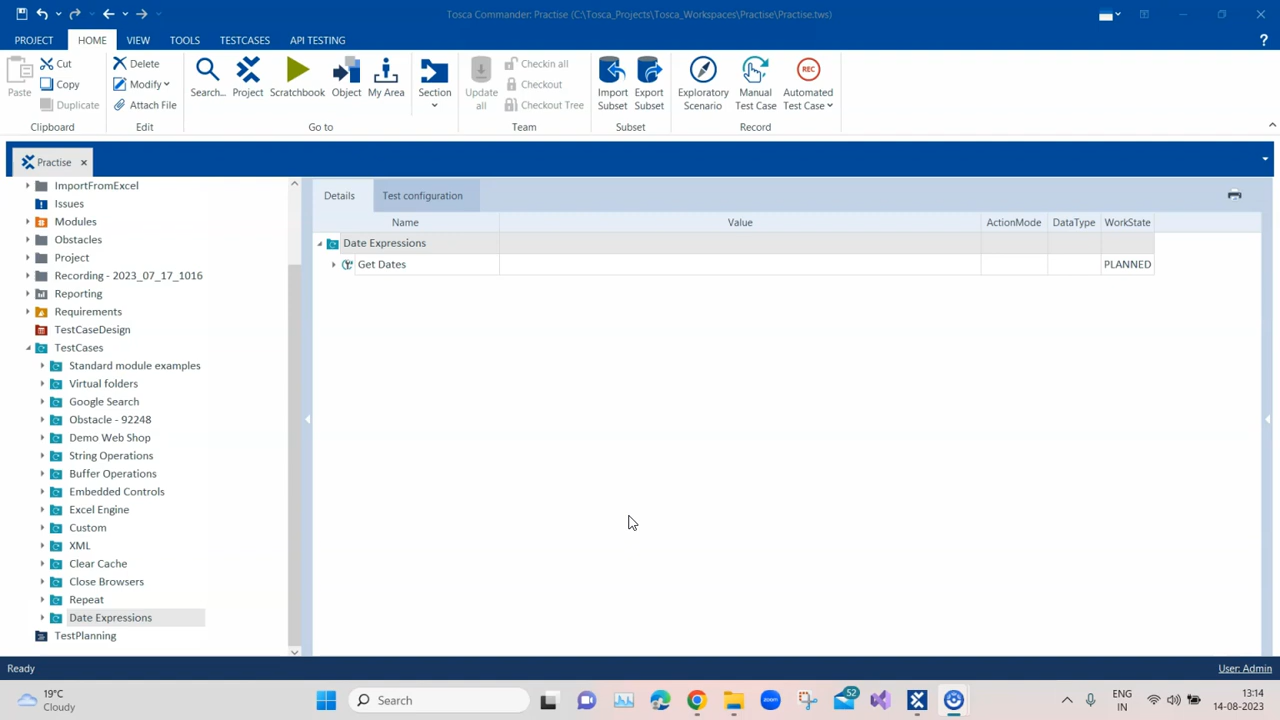 Tosca Commander: Practise (C:\Tosca_Projects\Tosca_Workspaces\Practise\Practise.tws)
PROJECT HOME VIEW TOOLS TESTCASES API TESTING ?
Paste
Cut
Copy
Duplicate
Clipboard
Delete
Modify
Attach File
Edit
Search...
Project
Scratchbook
Object
My Area
Section
Go to
Update all
Checkin all
Checkout
Checkout Tree
Team
Import Subset
Export Subset
Subset
Exploratory Scenario
Manual Test Case
REC
Automated Test Case
Record
Practise
ImportFromExcel
Issues
Modules
Obstacles
Project
Recording - 2023_07_17_1016
Reporting
Requirements
TestCaseDesign
TestCases
Standard module examples
Virtual folders
Google Search
Obstacle - 92248
Demo Web Shop
String Operations
Buffer Operations
Embedded Controls
Excel Engine
Custom
XML
Clear Cache
Close Browsers
Repeat
Date Expressions
TestPlanning
Details Test configuration
Name Value ActionMode DataType WorkState
Date Expressions
Get Dates PLANNED
Ready User: Admin
19°C
Cloudy
Search
zoom
52
ENG
IN
13:14
14-08-2023